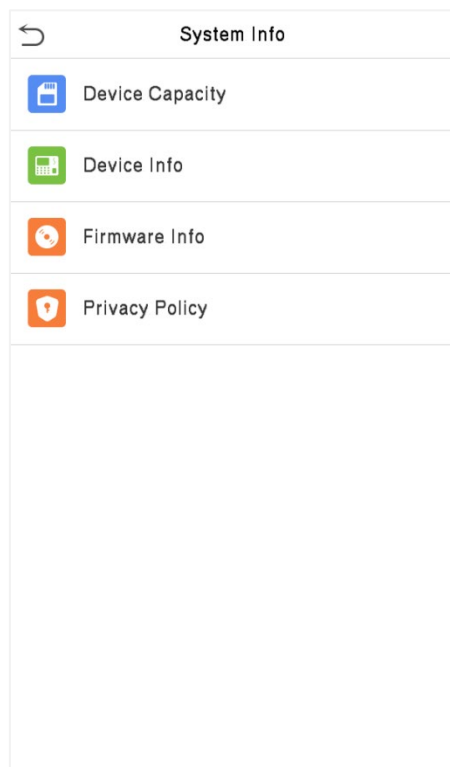 System Info
Device Capacity
Device Info
Firmware Info
Privacy Policy